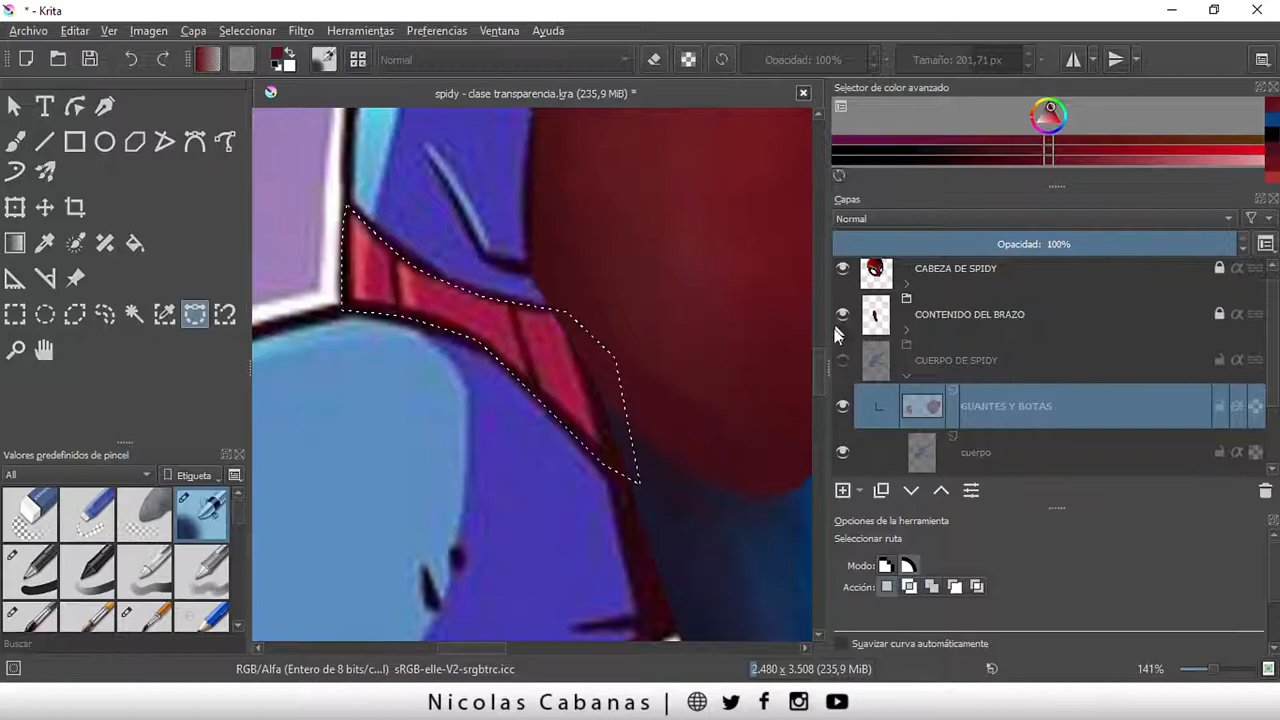 * - Krita
Archivo Editar Ver Imagen Capa Seleccionar Filtro Herramientas Preferencias Ventana Ayuda
Normal Opacidad: 100% Tamaño: 201,71 px
spidy - clase transparencia.kra (235,9 MiB) *
Selector de color avanzado
Capas
Normal
Opacidad: 100%
CABEZA DE SPIDY
CONTENIDO DEL BRAZO
CUERPO DE SPIDY
GUANTES Y BOTAS
cuerpo
Valores predefinidos de pincel
All Etiqueta
Opciones de la herramienta
Seleccionar ruta
Modo:
Acción:
Suavizar curva automáticamente
Buscar
RGB/Alfa (Entero de 8 bits/c...l) sRGB-elle-V2-srgbtrc.icc 2.480 x 3.508 (235,9 MiB) 141%
Nicolas Cabanas |